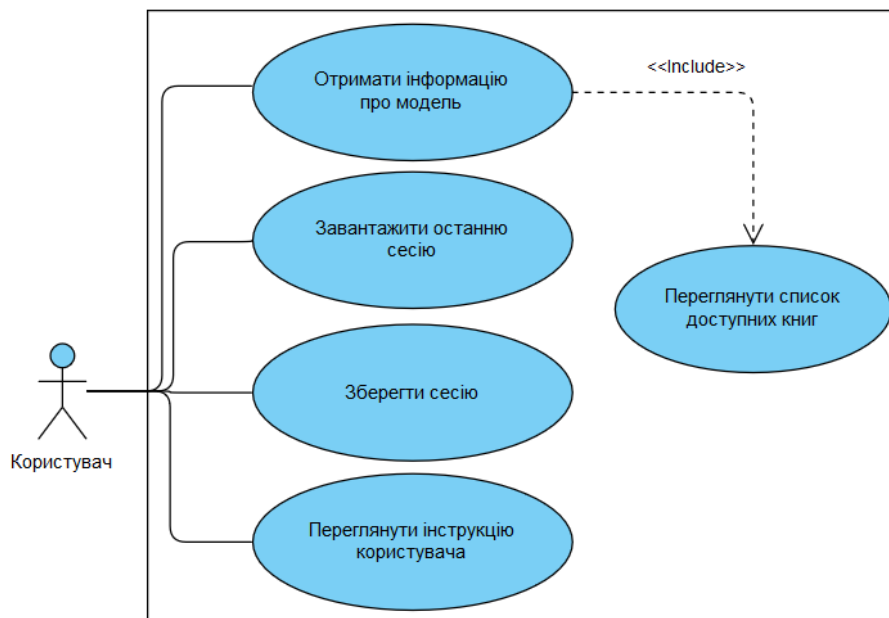 Отримати інформацію
про модель
<<Include>>
Завантажити останню
сесію
Переглянути список
доступних книг
Зберегти сесію
Користувач
Переглянути інструкцію
користувача